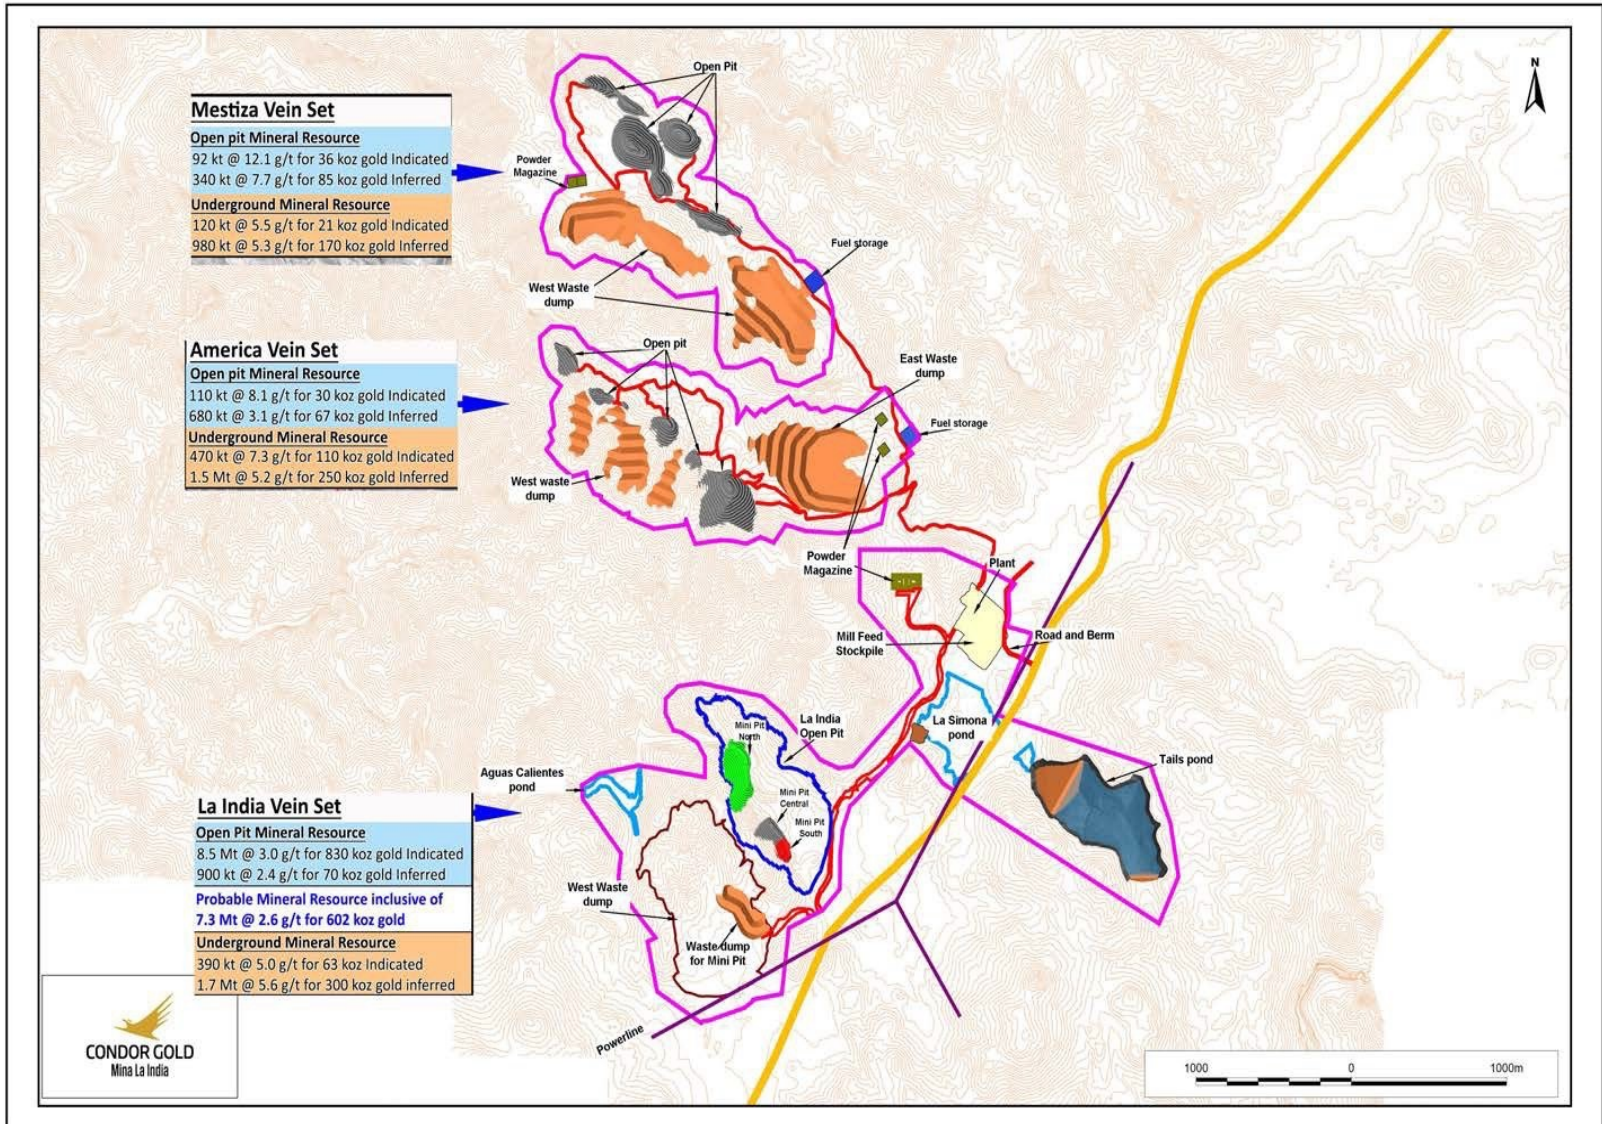 N
Mestiza Vein Set
Open pit Mineral Resource
92 kt @ 12.1 g/t for 36 koz gold Indicated
340 kt @ 7.7 g/t for 85 koz gold Inferred
Underground Mineral Resource
120 kt @ 5.5 g/t for 21 koz gold Indicated
980 kt @ 5.3 g/t for 170 koz gold Inferred
Open Pit
Powder
Magazine
Fuel storage
West Waste
dump
America Vein Set
Open pit Mineral Resource
110 kt @ 8.1 g/t for 30 koz gold Indicated
680 kt @ 3.1 g/t for 67 koz gold Inferred
Underground Mineral Resource
470 kt @ 7.3 g/t for 110 koz gold Indicated
1.5 Mt @ 5.2 g/t for 250 koz gold Inferred
Open pit
East Waste
dump
Fuel storage
West waste
dump
Powder
Magazine
Plant
Mill Feed
Stockpile
Road and Berm
La Simona
pond
Tails pond
La India
Open Pit
Mini Pit
North
Mini Pit
Central
Mini Pit
South
Aguas Calientes
pond
La India Vein Set
Open Pit Mineral Resource
8.5 Mt @ 3.0 g/t for 830 koz gold Indicated
900 kt @ 2.4 g/t for 70 koz gold Inferred
Probable Mineral Resource inclusive of
7.3 Mt @ 2.6 g/t for 602 koz gold
Underground Mineral Resource
390 kt @ 5.0 g/t for 63 koz Indicated
1.7 Mt @ 5.6 g/t for 300 koz gold inferred
West Waste
dump
Waste dump
for Mini Pit
Powerline
CONDOR GOLD
Mina La India
1000 0 1000m